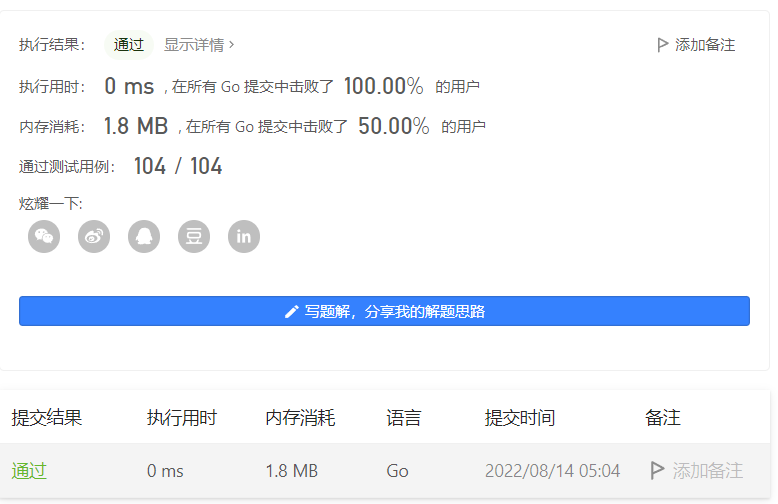 执行结果： 通过 显示详情 › 添加备注
执行用时： 0 ms , 在所有 Go 提交中击败了 100.00% 的用户
内存消耗： 1.8 MB , 在所有 Go 提交中击败了 50.00% 的用户
通过测试用例： 104 / 104
炫耀一下:
豆 in
写题解，分享我的解题思路
提交结果 执行用时 内存消耗 语言 提交时间 备注
通过 0 ms 1.8 MB Go 2022/08/14 05:04 添加备注